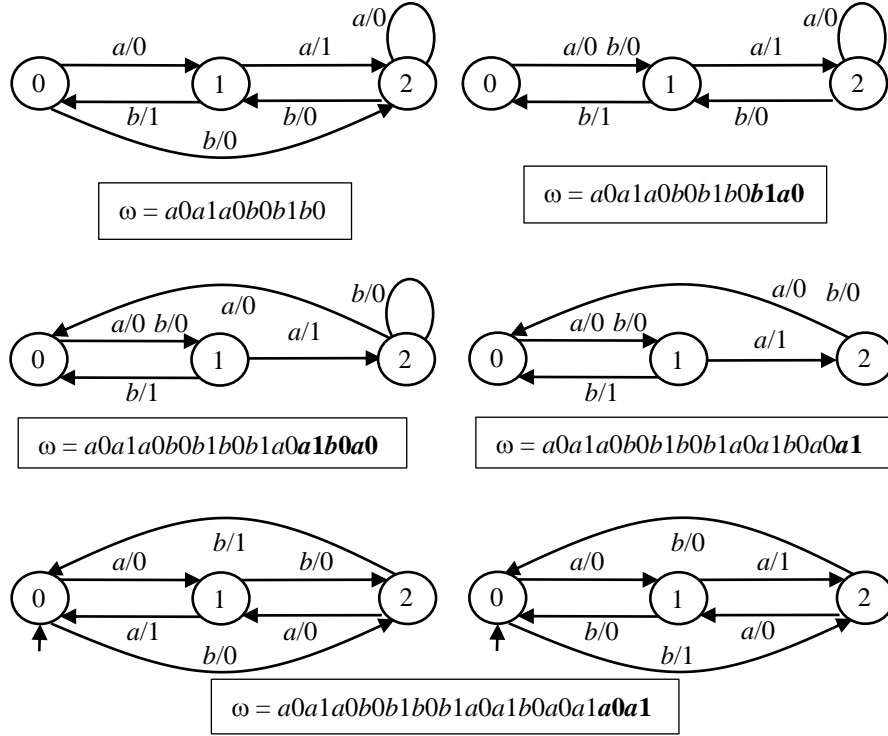 a/0
a/0
a/1
a/0 b/0
a/1
0
1
2
0
1
2
b/1
b/0
b/1
b/0
b/0
ω = a0a1a0b0b1b0
ω = a0a1a0b0b1b0b1a0
a/0
b/0
a/0
b/0
a/0 b/0
a/1
a/0 b/0
a/1
0
1
2
0
1
2
b/1
b/1
ω = a0a1a0b0b1b0b1a0a1b0a0
ω = a0a1a0b0b1b0b1a0a1b0a0a1
b/1
b/0
a/0
b/0
a/0
a/1
0
1
2
0
1
2
a/1
a/0
b/0
a/0
b/0
b/1
ω = a0a1a0b0b1b0b1a0a1b0a0a1a0a1